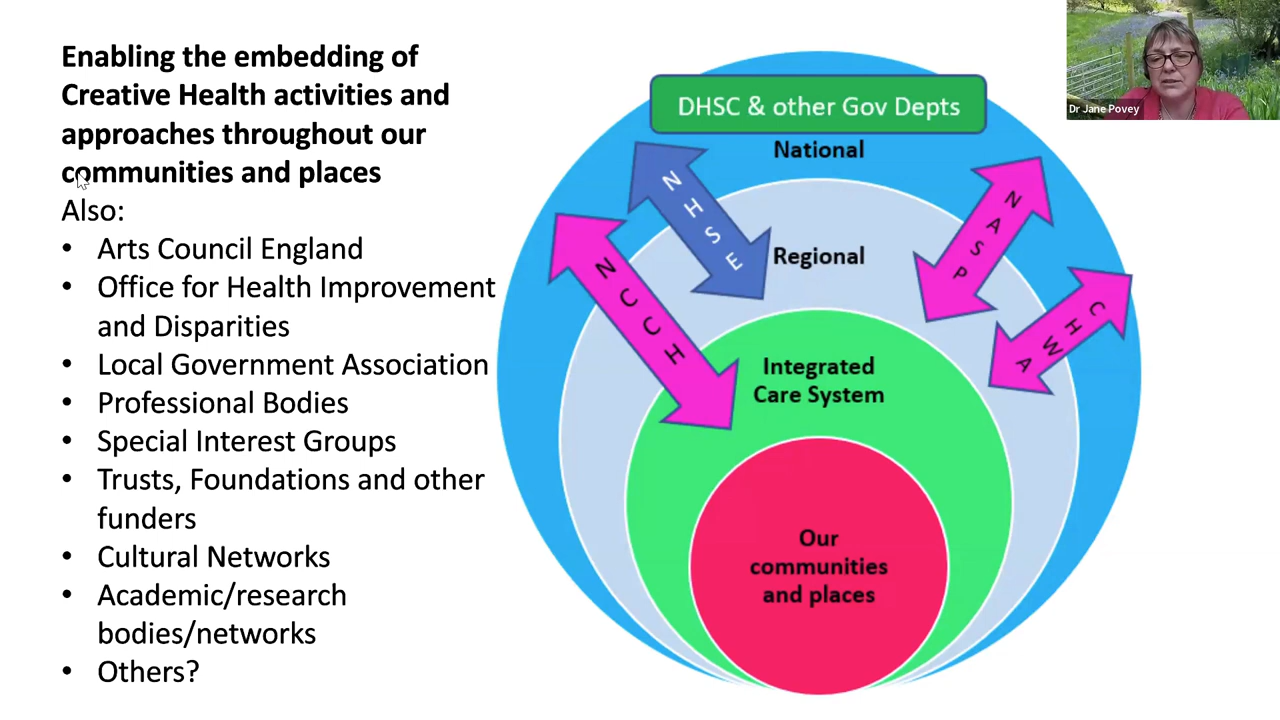 Enabling the embedding of
Creative Health activities and
approaches throughout our
communities and places
Also:
• Arts Council England
• Office for Health Improvement
and Disparities
• Local Government Association
• Professional Bodies
• Special Interest Groups
• Trusts, Foundations and other
funders
• Cultural Networks
• Academic/research
bodies/networks
• Others?
DHSC & other Gov Depts
National
NHSE
NASP
Regional
NCCH
CHWA
Integrated
Care System
Our
communities
and places
Dr Jane Povey